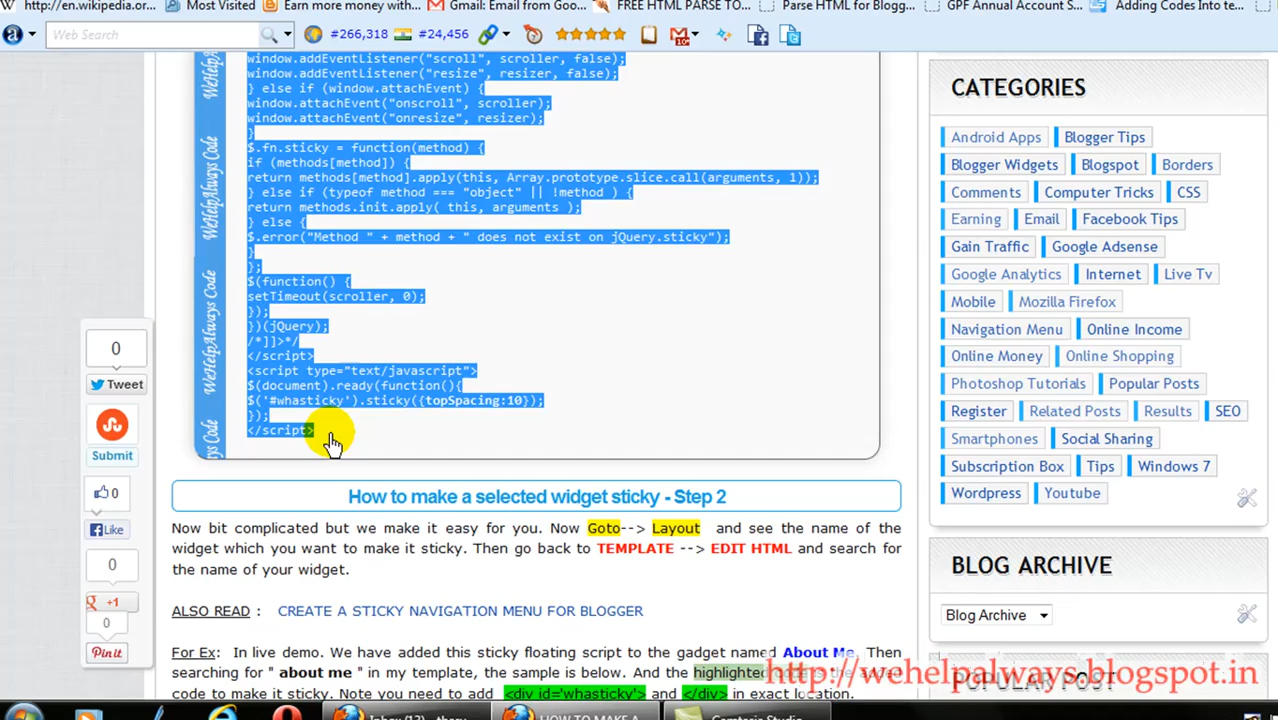 http://en.wikipedia.or...
Most Visited
Earn more money wit...
Gmail: Email from Goo...
FREE HTML PARSE TO...
Parse HTML for Blogg...
GPF Annual Account S...
Adding Codes Into te...
Web Search
#266,318
#24,456
WeHelpAlways Code
WeHelpAlways Code
WeHelpAlways Code
window.addEventListener("scroll", scroller, false);
window.addEventListener("resize", resizer, false);
} else if (window.attachEvent) {
window.attachEvent("onscroll", scroller);
window.attachEvent("onresize", resizer);
}
$.fn.sticky = function(method) {
if (methods[method]) {
return methods[method].apply(this, Array.prototype.slice.call(arguments, 1));
} else if (typeof method === "object" || !method ) {
return methods.init.apply( this, arguments );
} else {
$.error("Method " + method + " does not exist on jQuery.sticky");
}
};
$(function() {
setTimeout(scroller, 0);
});
})(jQuery);
/*]]>*/
</script>
<script type="text/javascript">
$(document).ready(function(){
$('#whasticky').sticky({topSpacing:10});
});
</script>
0
Tweet
Submit
0
Like
0
+1
0
Pin it
How to make a selected widget sticky - Step 2
Now bit complicated but we make it easy for you. Now Goto--> Layout and see the name of the
widget which you want to make it sticky. Then go back to TEMPLATE --> EDIT HTML and search for
the name of your widget.
ALSO READ : CREATE A STICKY NAVIGATION MENU FOR BLOGGER
For Ex: In live demo. We have added this sticky floating script to the gadget named About Me. Then
searching for " about me " in my template, the sample is below. And the highlighted
code to make it sticky. Note you need to add <div id='whasticky'> and </div> in exact location.
CATEGORIES
Android Apps Blogger Tips
Blogger Widgets Blogspot Borders
Comments Computer Tricks CSS
Earning Email Facebook Tips
Gain Traffic Google Adsense
Google Analytics Internet Live Tv
Mobile Mozilla Firefox
Navigation Menu Online Income
Online Money Online Shopping
Photoshop Tutorials Popular Posts
Register Related Posts Results SEO
Smartphones Social Sharing
Subscription Box Tips Windows 7
Wordpress Youtube
BLOG ARCHIVE
Blog Archive
POPULAR POST
http://wehelpalways.blogspot.in
HOW TO MAKE A
Camtasia Studio